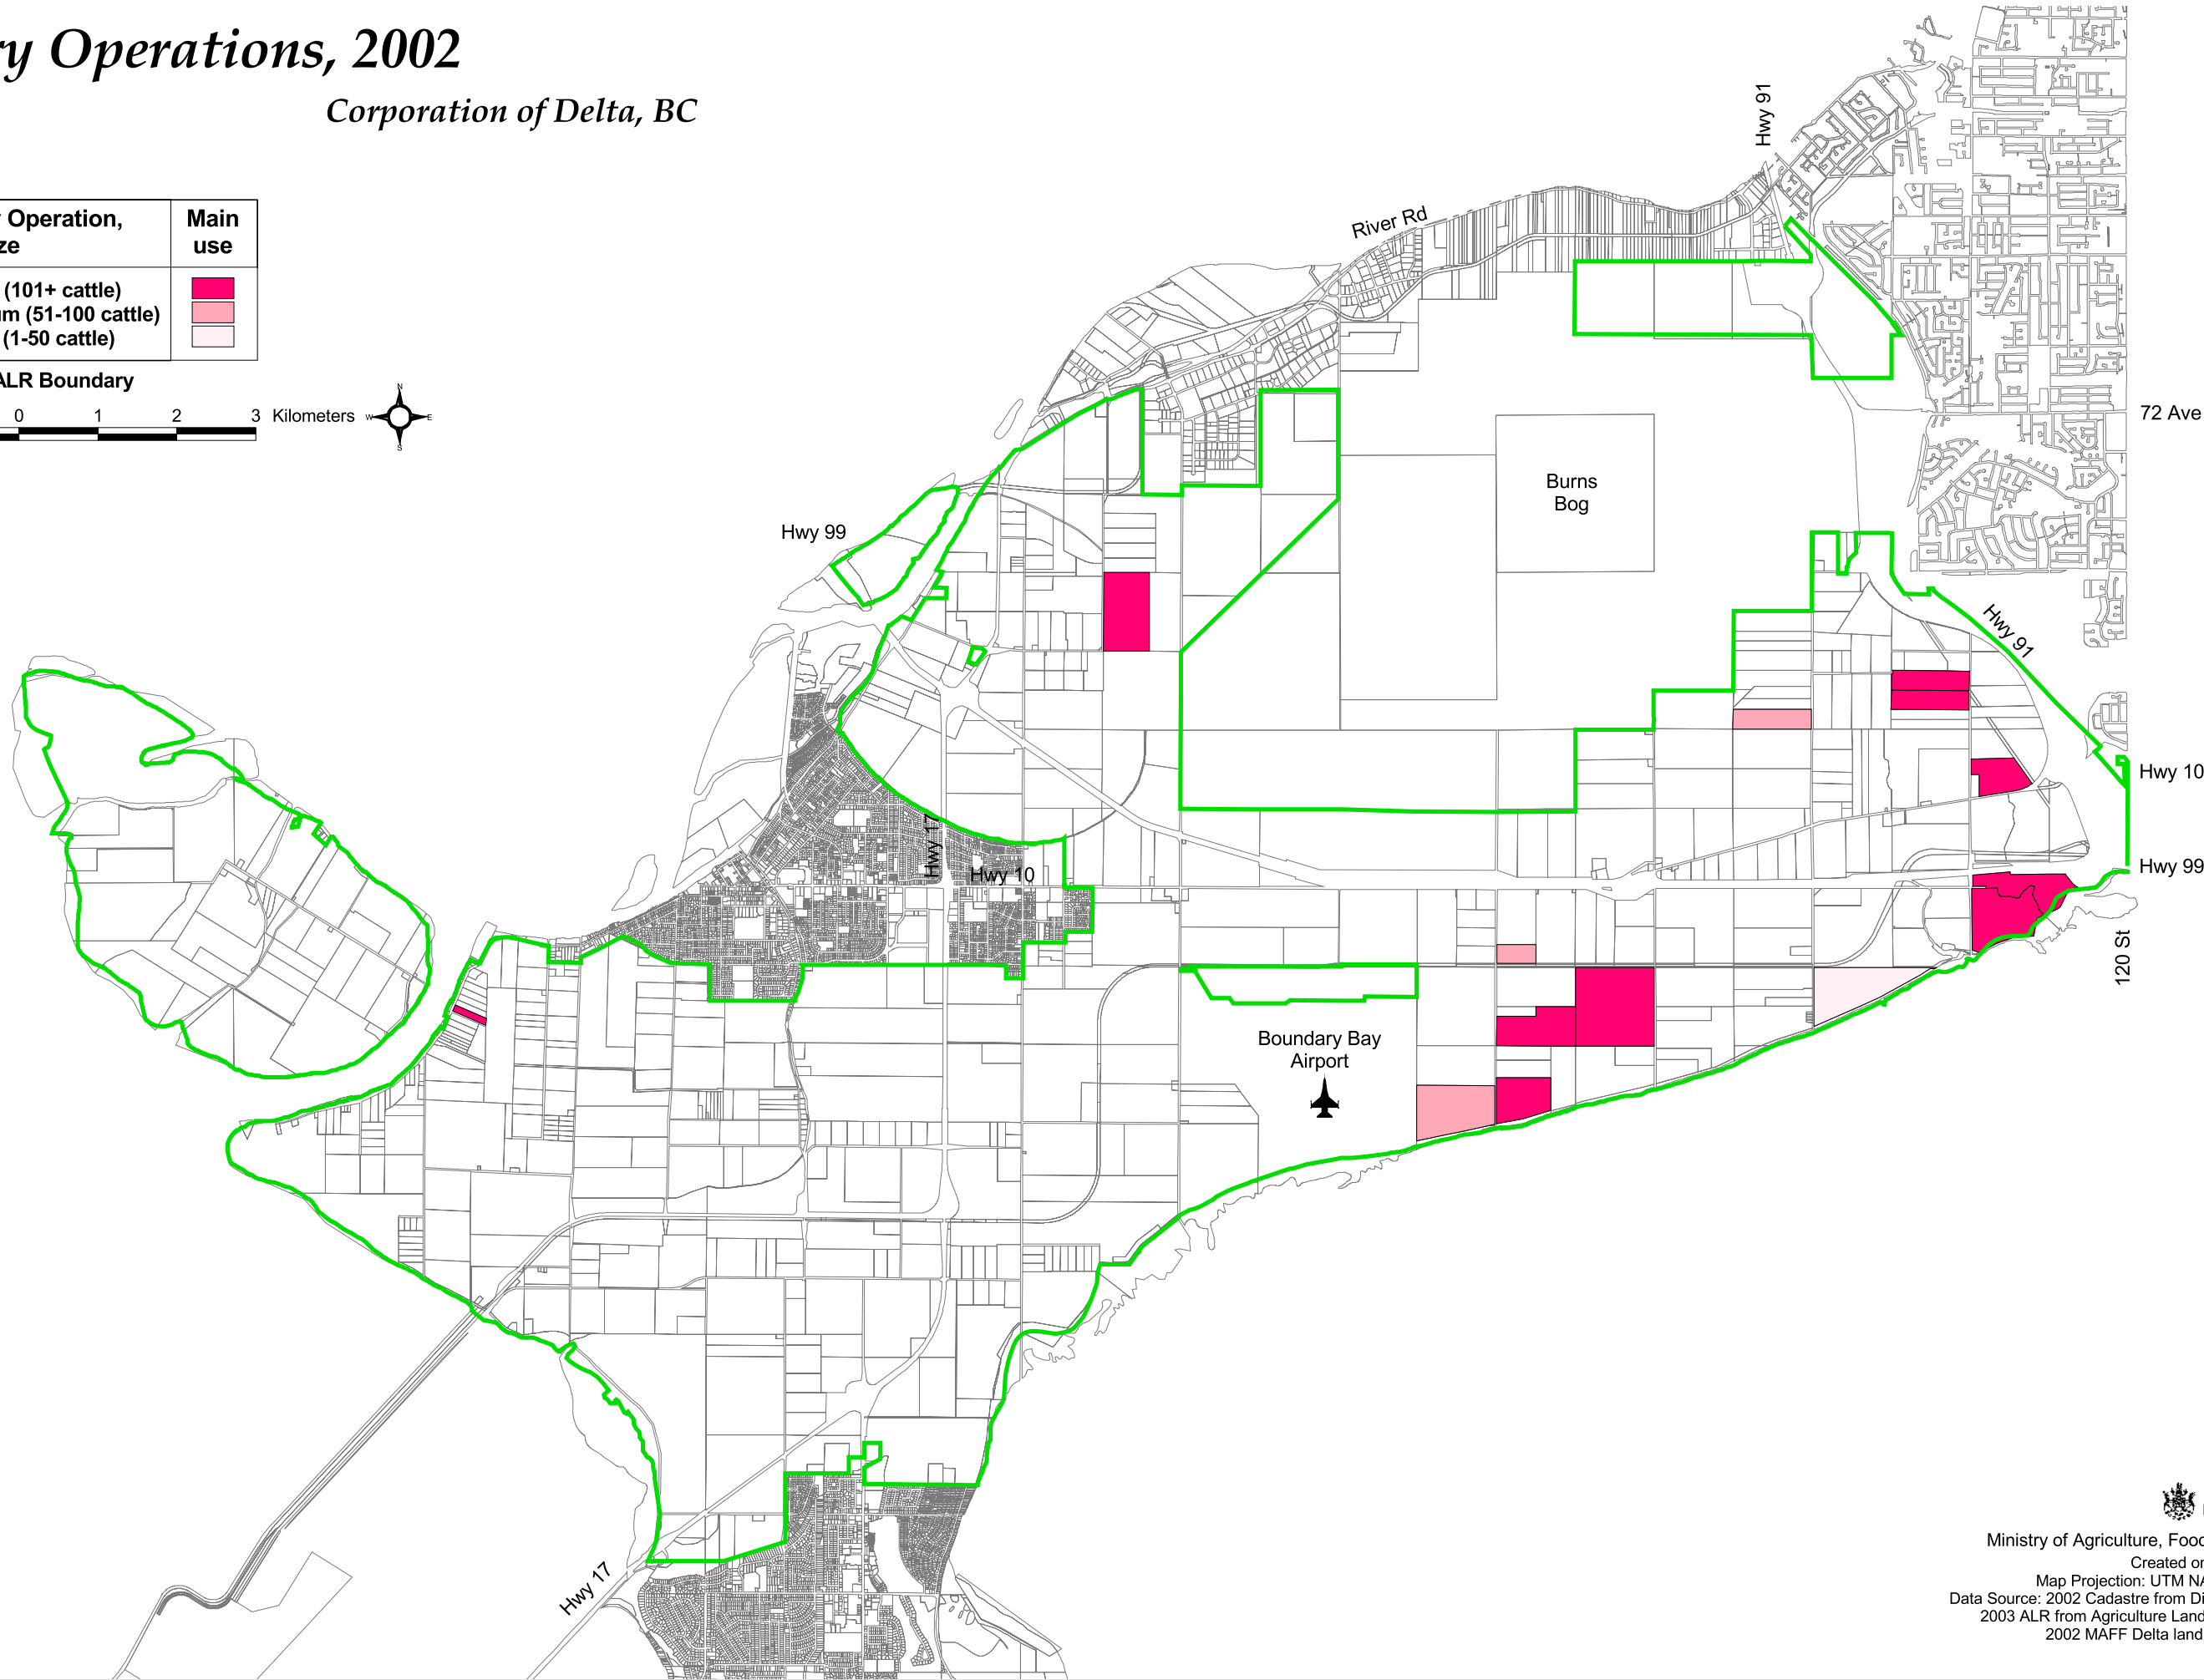 ry Operations, 2002
Corporation of Delta, BC
Operation,
ze
Main
use
(101+ cattle)
um (51-100 cattle)
(1-50 cattle)
ALR Boundary
0 1 2 3 Kilometers
N
W E
S
Hwy 91
River Rd
72 Ave
Burns
Bog
Hwy 99
Hwy 91
Hwy 10
Hwy 17
Hwy 10
Hwy 99
120 St
Boundary Bay
Airport
Hwy 17
Ministry of Agriculture, Food
Created on
Map Projection: UTM NA
Data Source: 2002 Cadastre from Di
2003 ALR from Agriculture Land
2002 MAFF Delta land